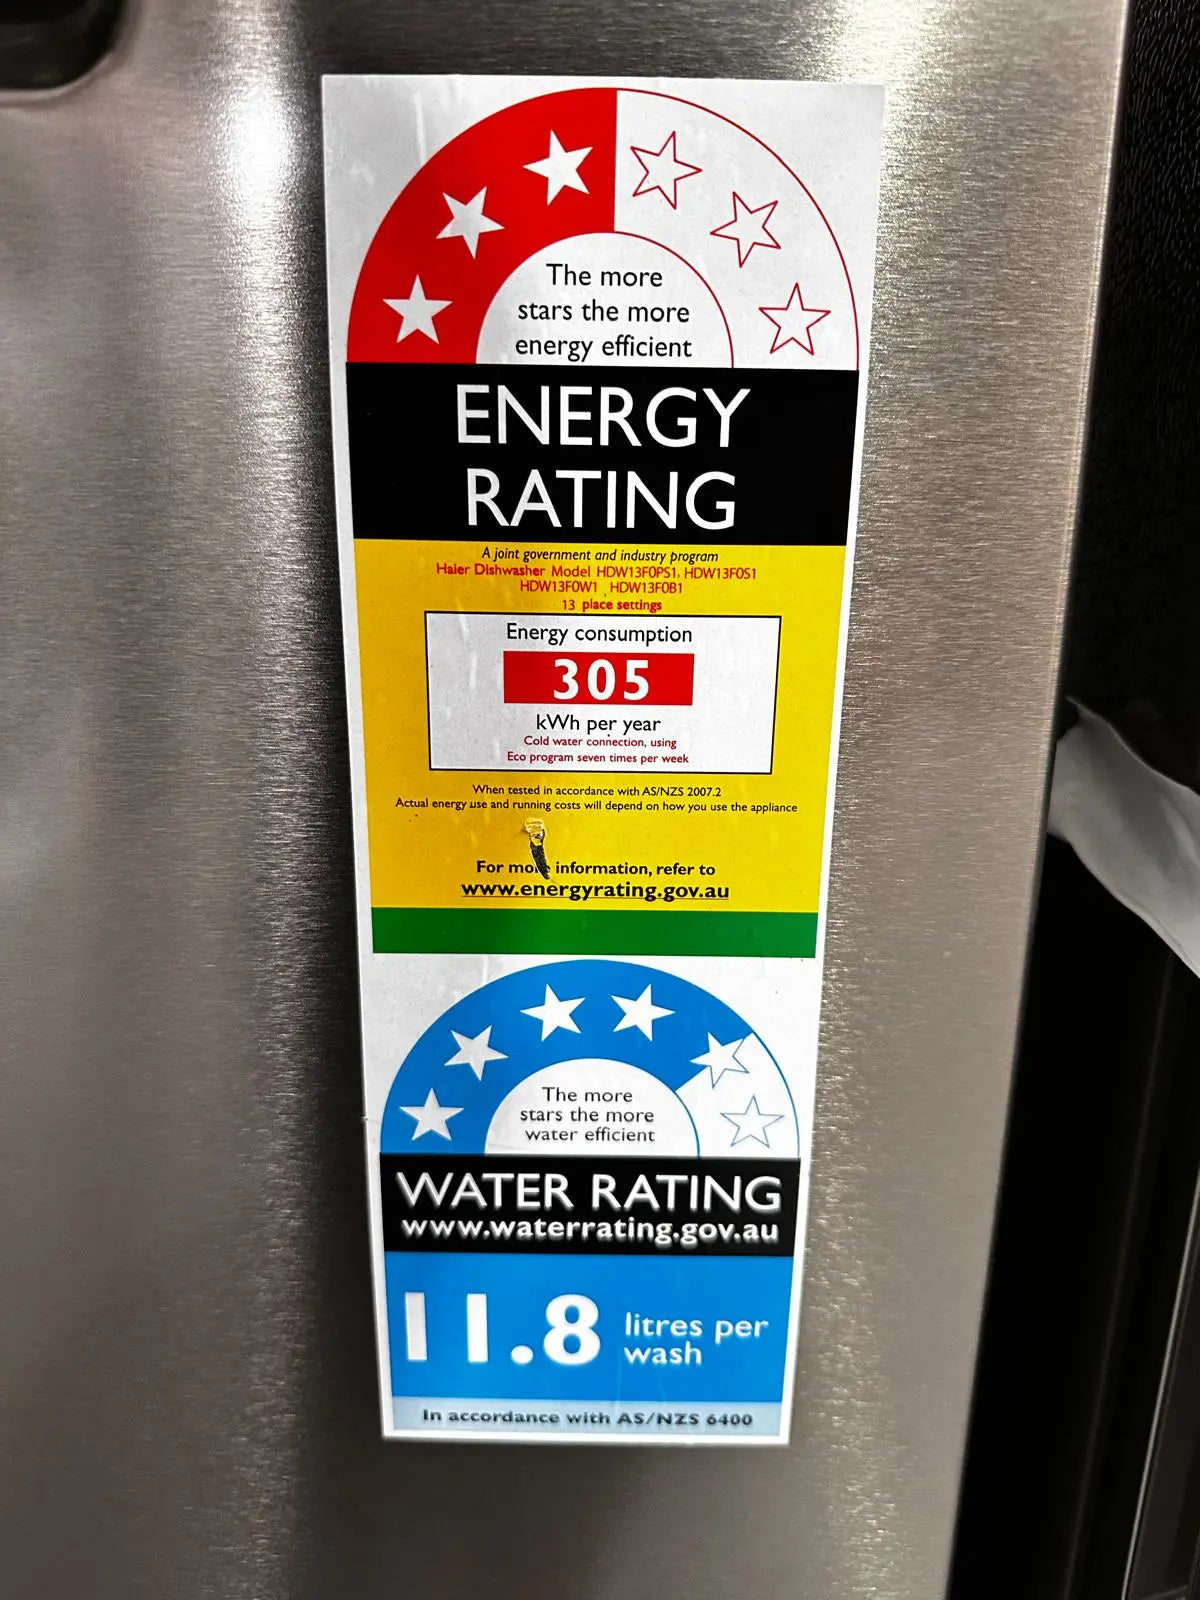 The more
stars the more
energy efficient
ENERGY
RATING
A joint government and industry program
Haier Dishwasher Model HDW13F0PS1, HDW13F0S1
HDW13F0W1 , HDW13F0B1
13 place settings
Energy consumption
305
kWh per year
Cold water connection, using
Eco program seven times per week
When tested in accordance with AS/NZS 2007.2
Actual energy use and running costs will depend on how you use the appliance
For more information, refer to
www.energyrating.gov.au
The more
stars the more
water efficient
WATER RATING
www.waterrating.gov.au
11.8 litres per
wash
In accordance with AS/NZS 6400